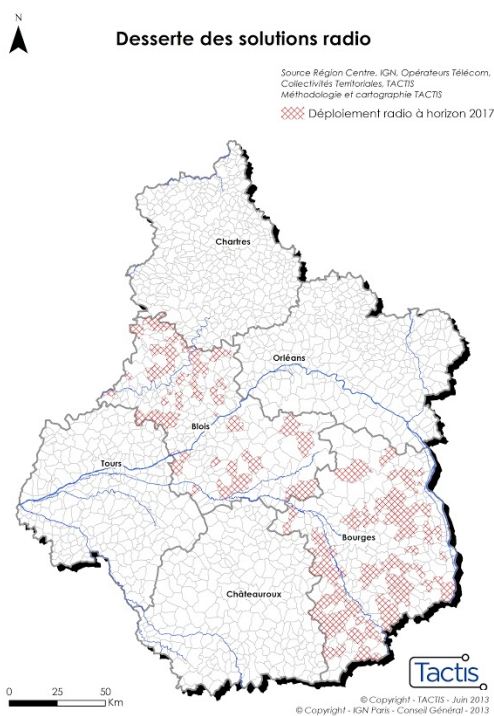 N
Desserte des solutions radio
Source Région Centre, IGN, Opérateurs Télécom,
Collectivités Territoriales, TACTIS
Méthodologie et cartographie TACTIS
Déploiement radio à horizon 2017
Chartres
Orléans
Blois
Tours
Bourges
Châteauroux
Tactis
0 25 50
Km
© Copyright - TACTIS - Juin 2013
© Copyright - IGN Paris - Conseil Général - 2013